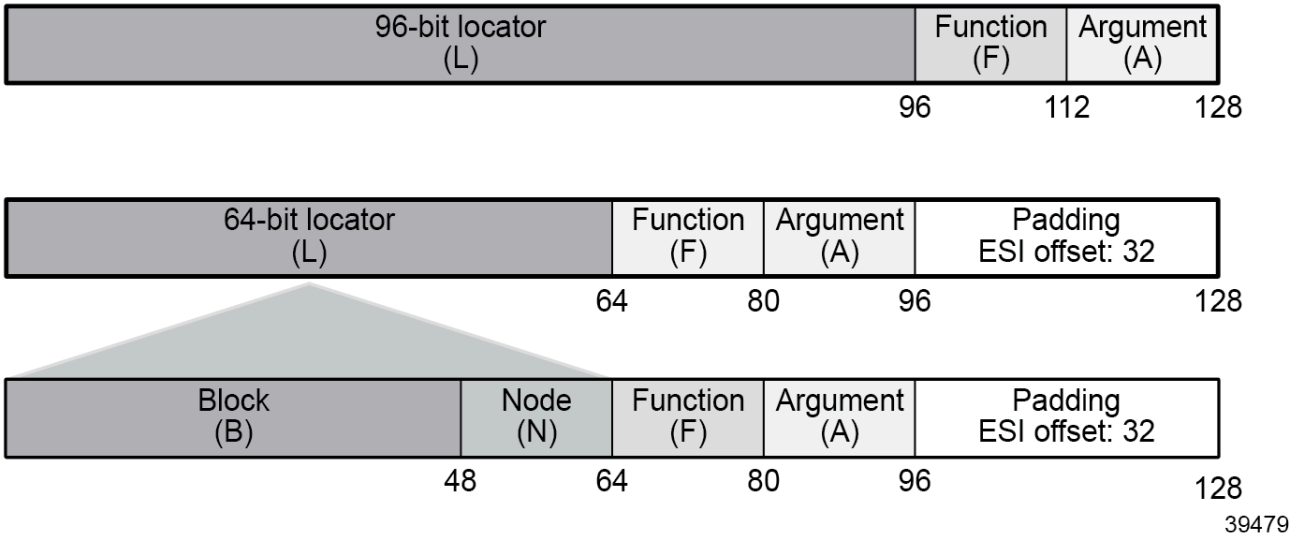 96-bit locator
(L)
Function
(F)
Argument
(A)
96
112
128
64-bit locator
(L)
Function
(F)
Argument
(A)
Padding
ESI offset: 32
64
80
96
128
Block
(B)
Node
(N)
Function
(F)
Argument
(A)
Padding
ESI offset: 32
48
64
80
96
128
39479